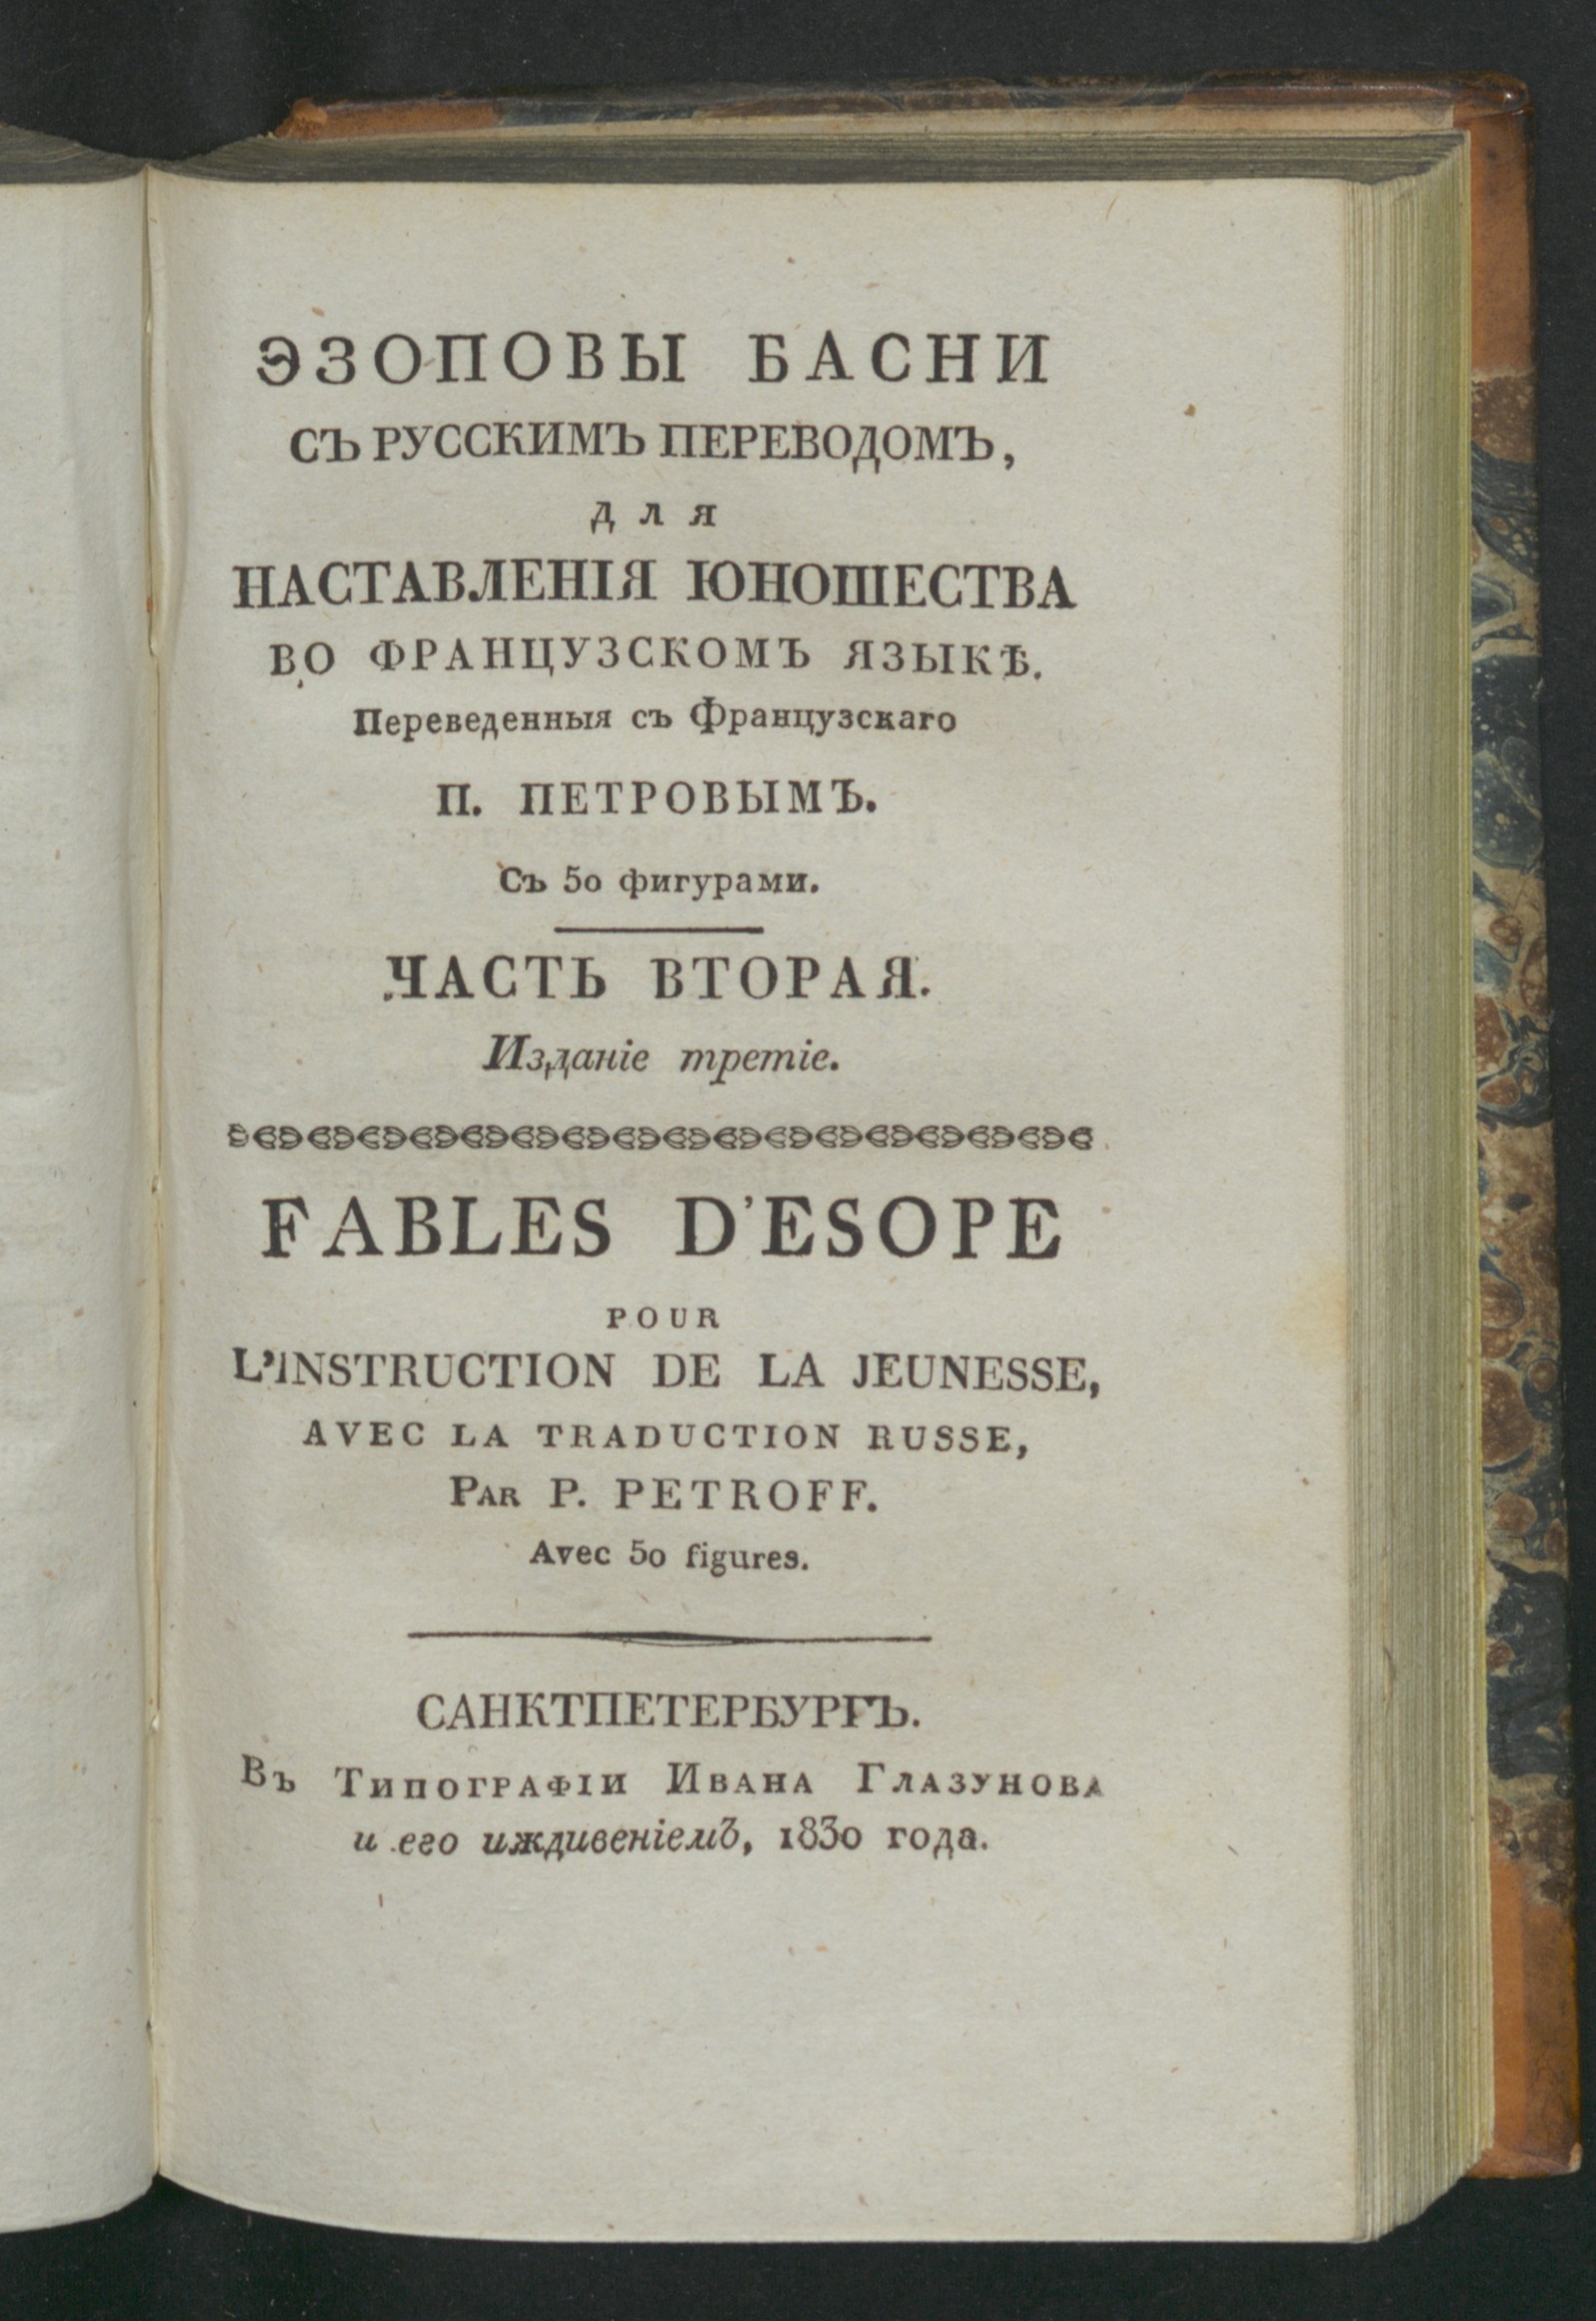 ЭЗОПОВЫ БАСНИ
СЪ РУССКИМЪ ПЕРЕВОДОМЪ,
для
НАСТАВЛЕНІЯ ЮНОШЕСТВА
ВО ФРАНЦУЗСКОМЪ ЯЗЫКѢ.
Переведенныя съ Французскаго
П. ПЕТРОВЫМЪ.
Съ 50 фигурами.
ЧАСТЬ ВТОРАЯ.
Изданіе третіе.
FABLES D'ESOPE
POUR
L'INSTRUCTION DE LA JEUNESSE,
AVEC LA TRADUCTION RUSSE,
PAR P. PETROFF.
Avec 50 figures.
САНКТПЕТЕРБУРГЪ.
Въ Типографіи Ивана Глазунова
и его иждивеніемъ, 1830 года.